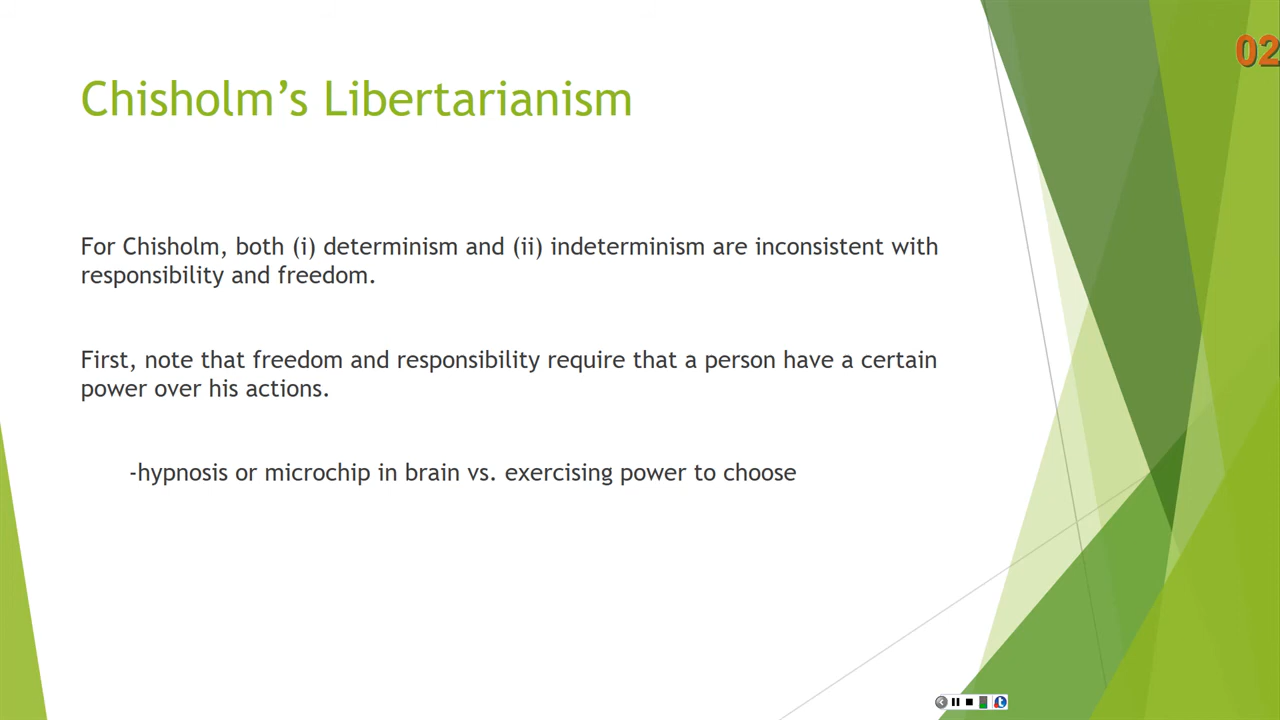 02
Chisholm’s Libertarianism
For Chisholm, both (i) determinism and (ii) indeterminism are inconsistent with
responsibility and freedom.
First, note that freedom and responsibility require that a person have a certain
power over his actions.
-hypnosis or microchip in brain vs. exercising power to choose